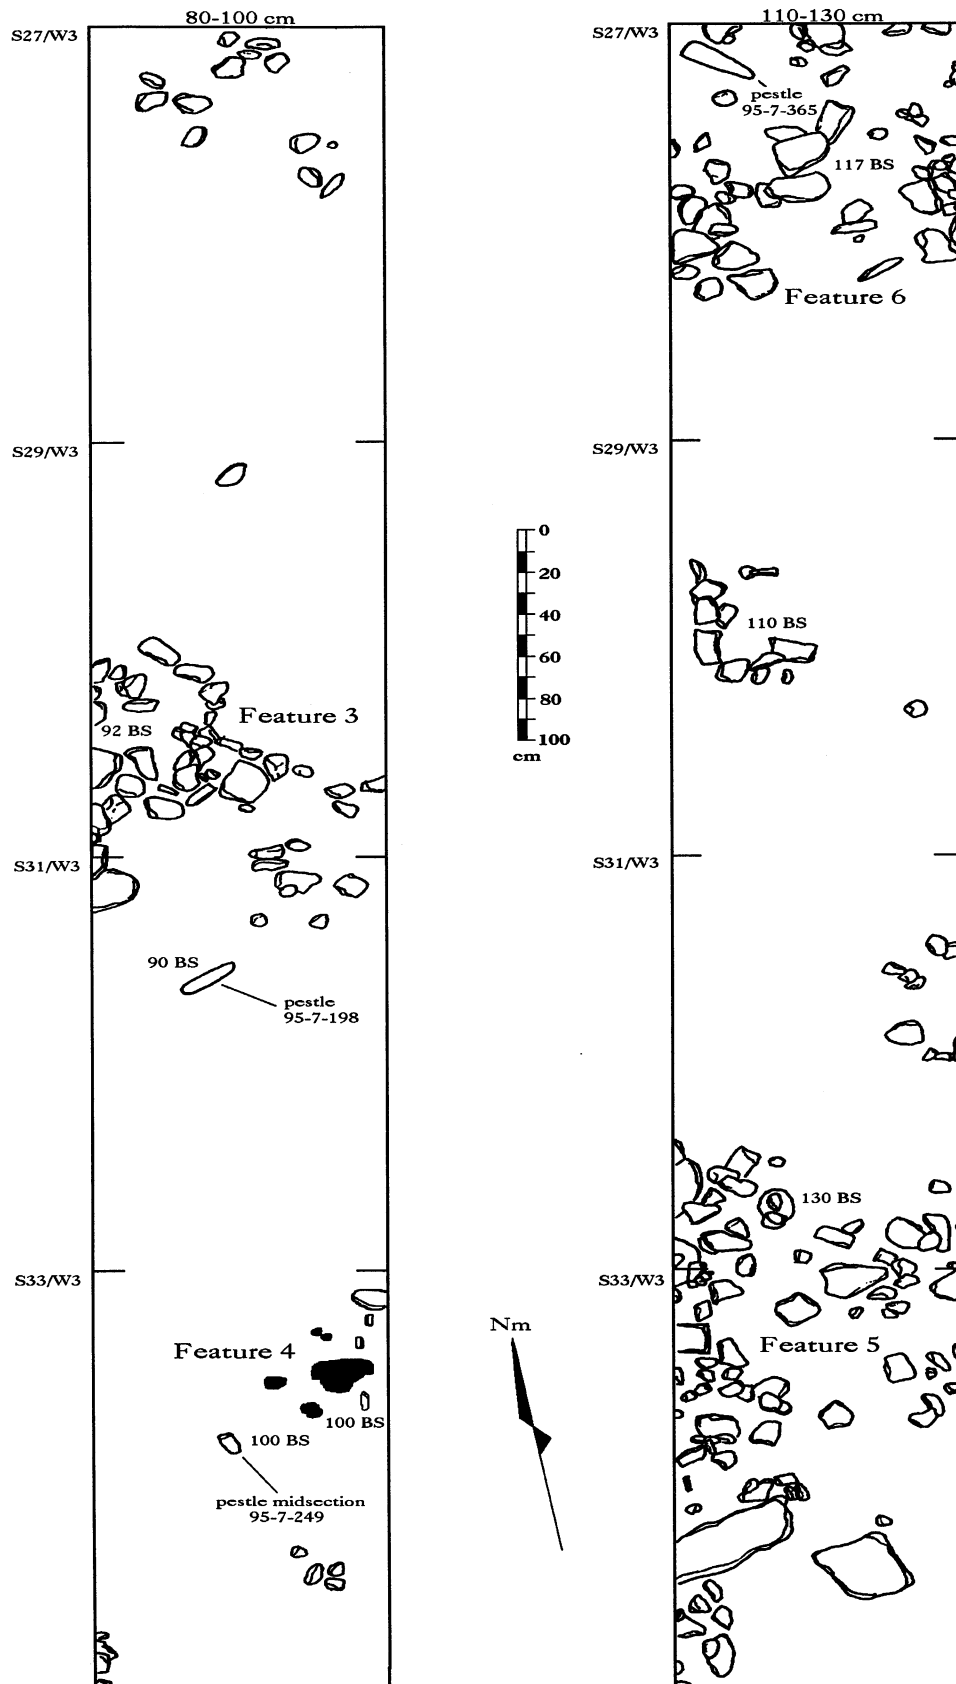 80-100 cm
S27/W3
S29/W3
Feature 3
92 BS
S31/W3
90 BS
pestle
95-7-198
S33/W3
Feature 4
100 BS
100 BS
pestle midsection
95-7-249
0
20
40
60
80
100
cm
Nm
110-130 cm
S27/W3
pestle
95-7-365
117 BS
Feature 6
S29/W3
110 BS
S31/W3
130 BS
S33/W3
Feature 5